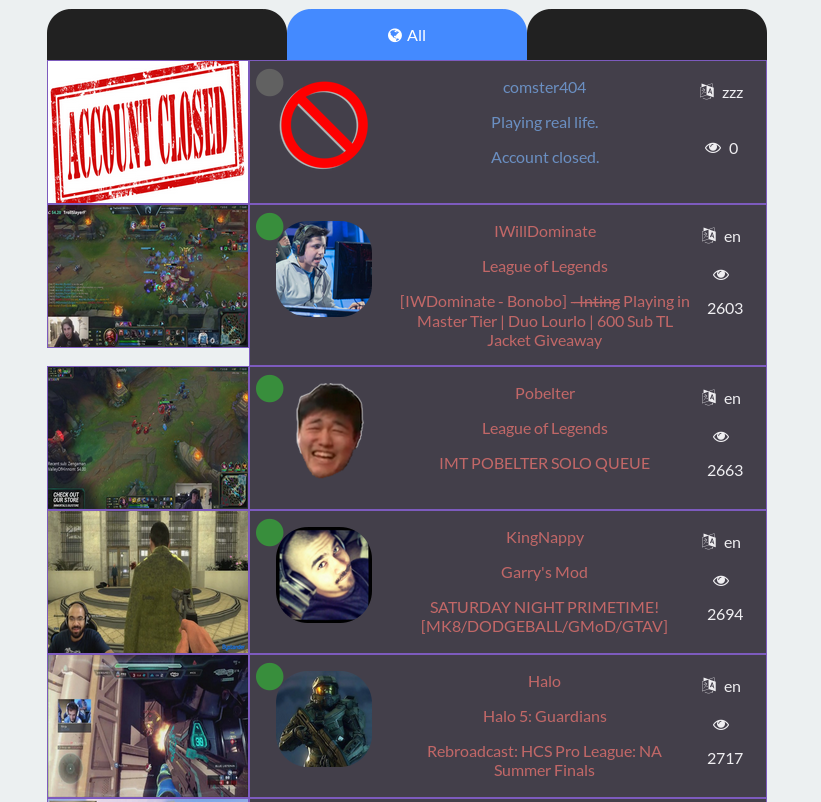 All
ACCOUNT CLOSED
comster404
zzz
Playing real life.
0
Account closed.
IWillDominate
en
League of Legends
[IWDominate - Bonobo] -Inting Playing in
Master Tier | Duo Lourlo | 600 Sub TL
Jacket Giveaway
2603
Pobelter
en
League of Legends
IMT POBELTER SOLO QUEUE
2663
CHECK OUT
OUR STORE
KingNappy
en
Garry's Mod
SATURDAY NIGHT PRIMETIME!
[MK8/DODGEBALL/GMoD/GTAV]
2694
Halo
en
Halo 5: Guardians
Rebroadcast: HCS Pro League: NA
Summer Finals
2717